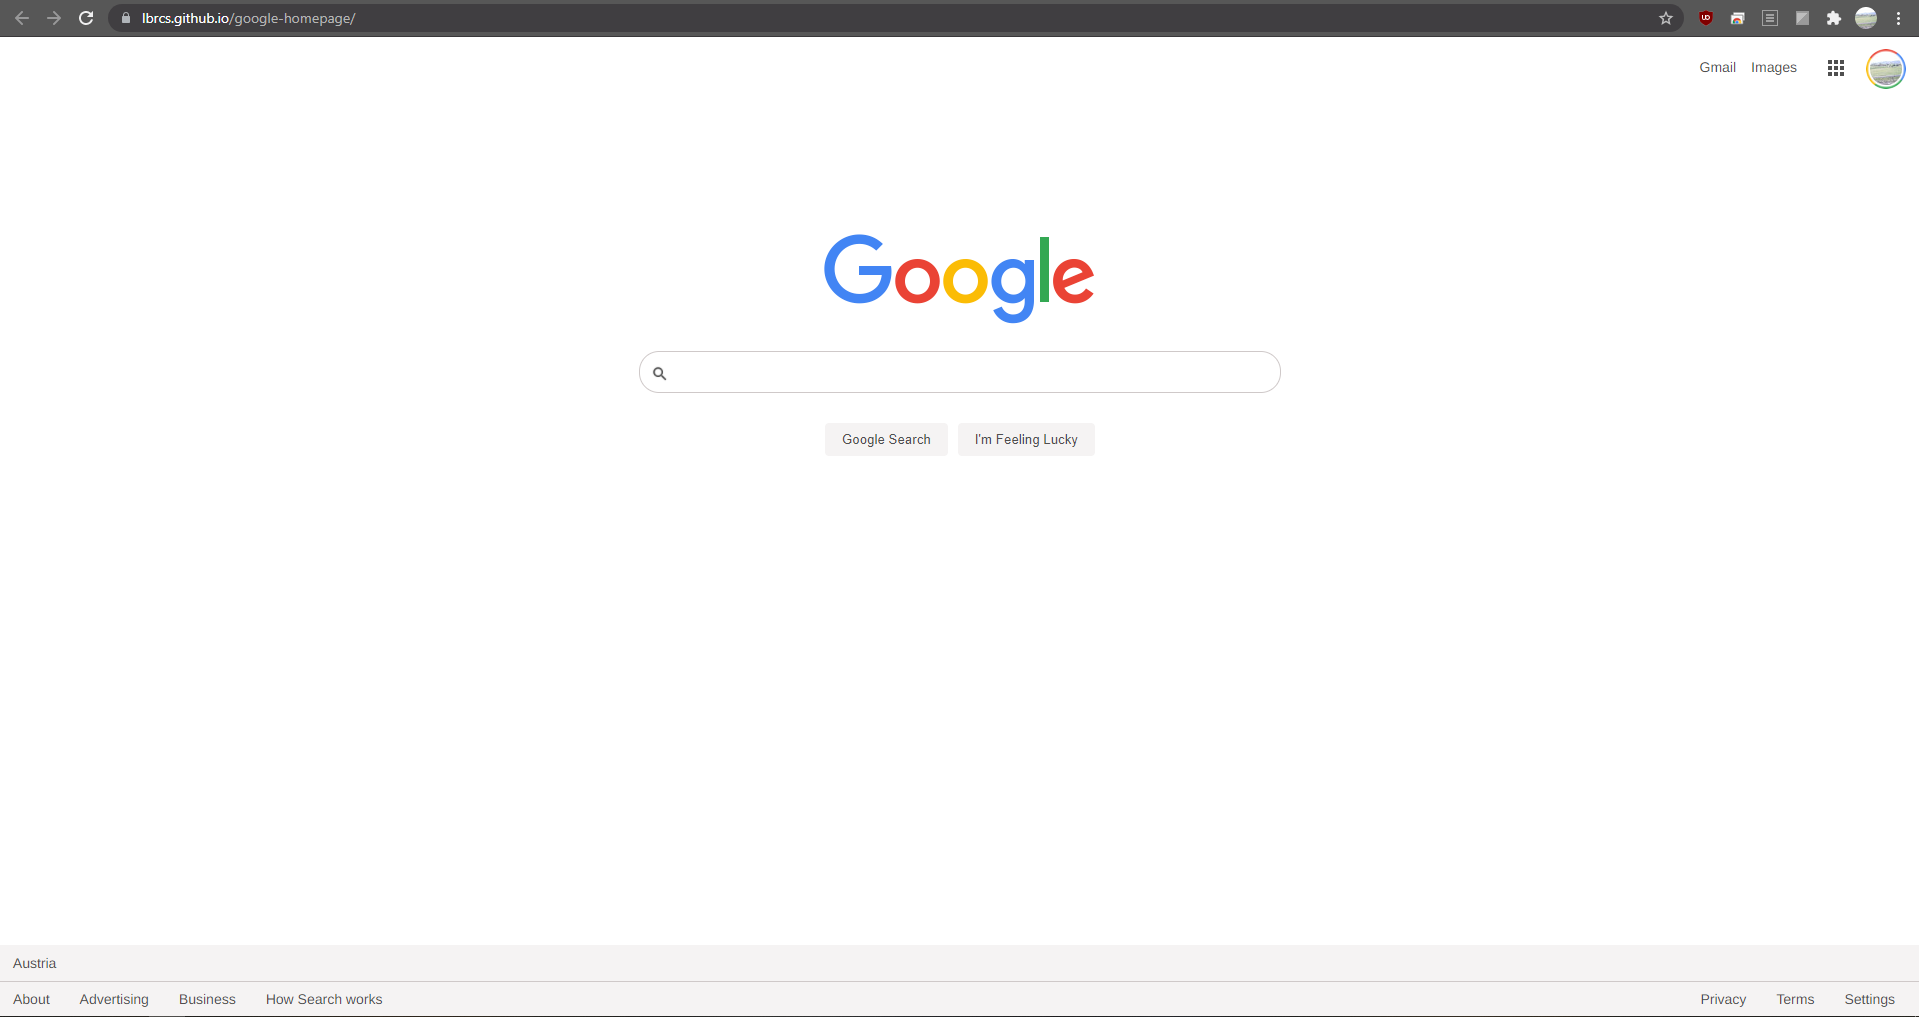 lbrcs.github.io/google-homepage/
Gmail Images
Google
Google Search I'm Feeling Lucky
Austria
About Advertising Business How Search works Privacy Terms Settings